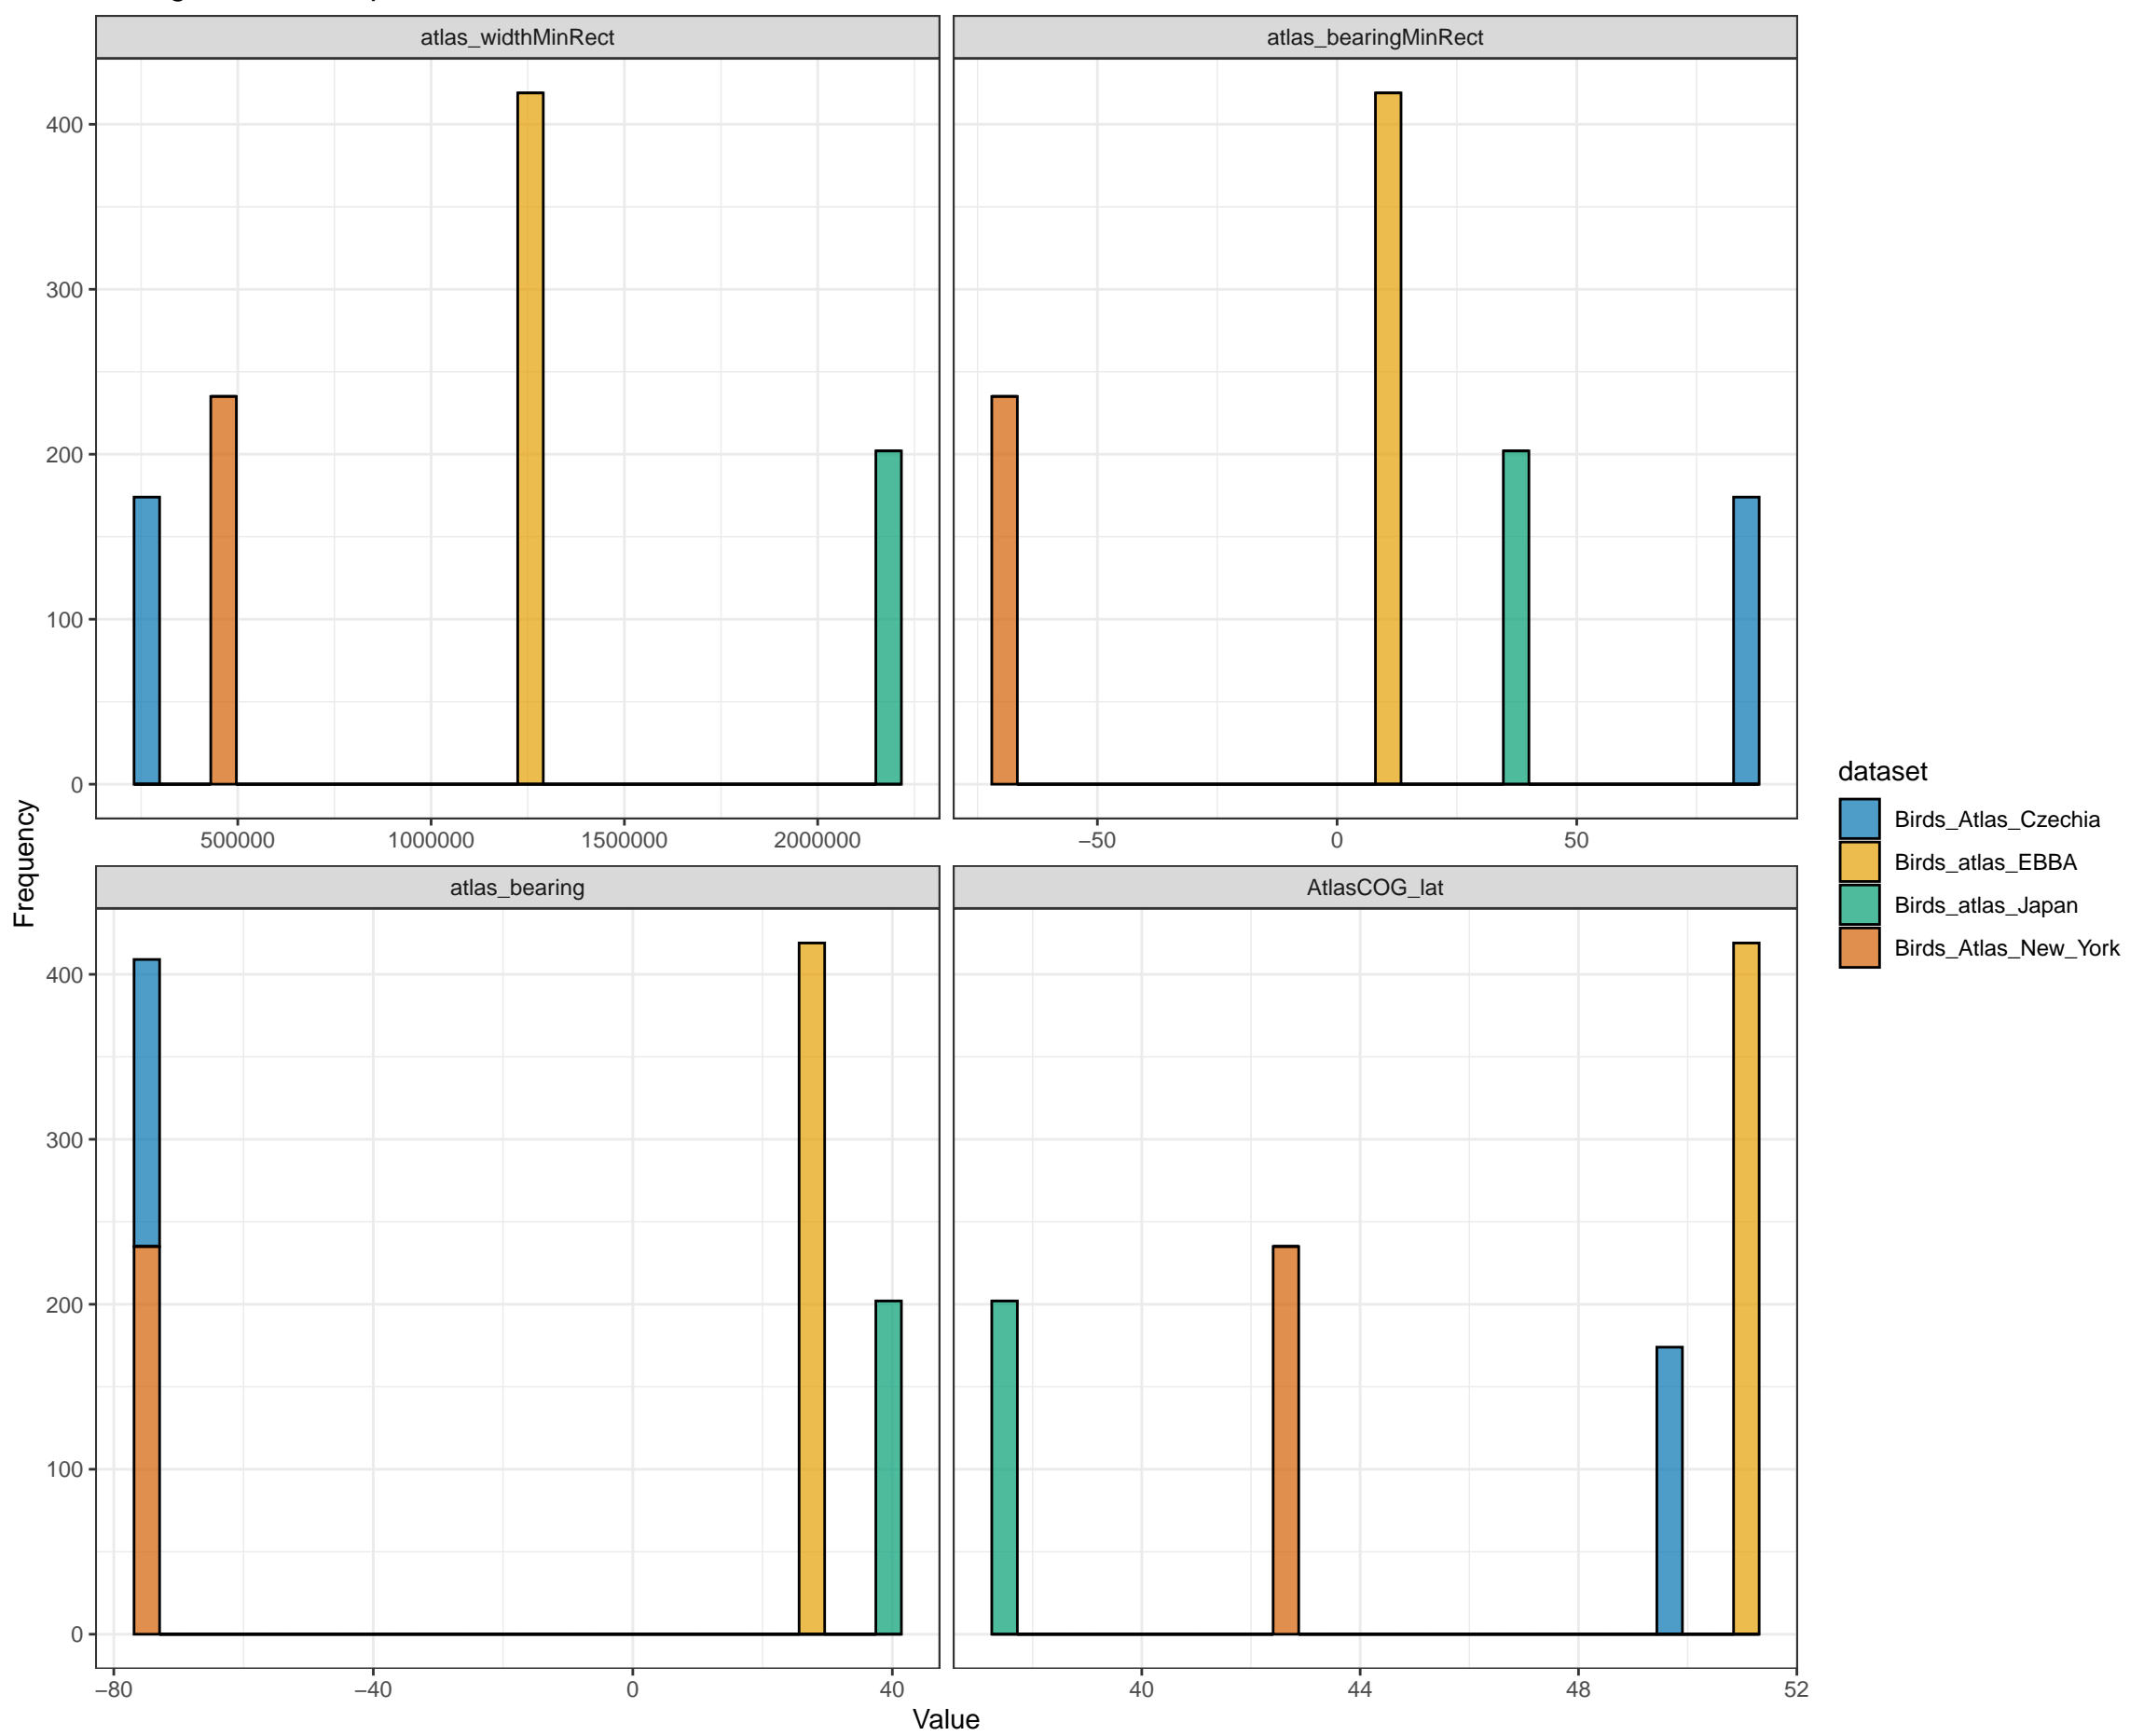 atlas_widthMinRect
atlas_bearingMinRect
400
300
200
100
0
500000 1000000 1500000 2000000
−50 0 50
atlas_bearing
AtlasCOG_lat
400
300
200
100
0
−80 −40 0 40
40 44 48 52
Frequency
Value
dataset
Birds_Atlas_Czechia
Birds_atlas_EBBA
Birds_atlas_Japan
Birds_Atlas_New_York